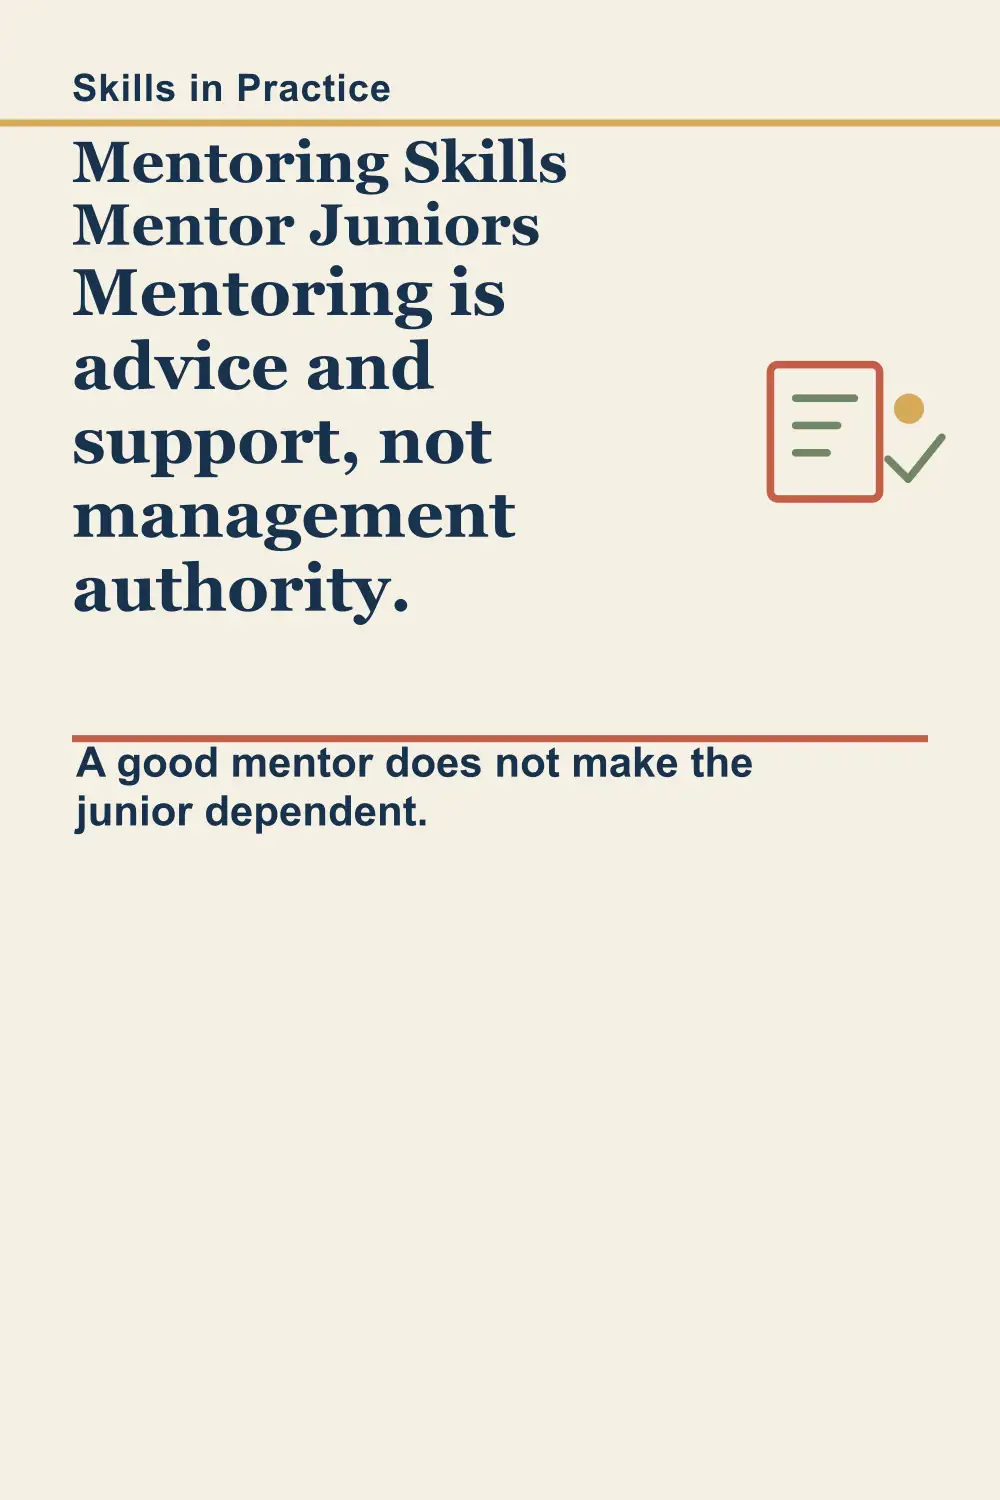 Skills in Practice
Mentoring Skills
Mentor Juniors
Mentoring is
advice and
support, not
management
authority.
A good mentor does not make the
junior dependent.